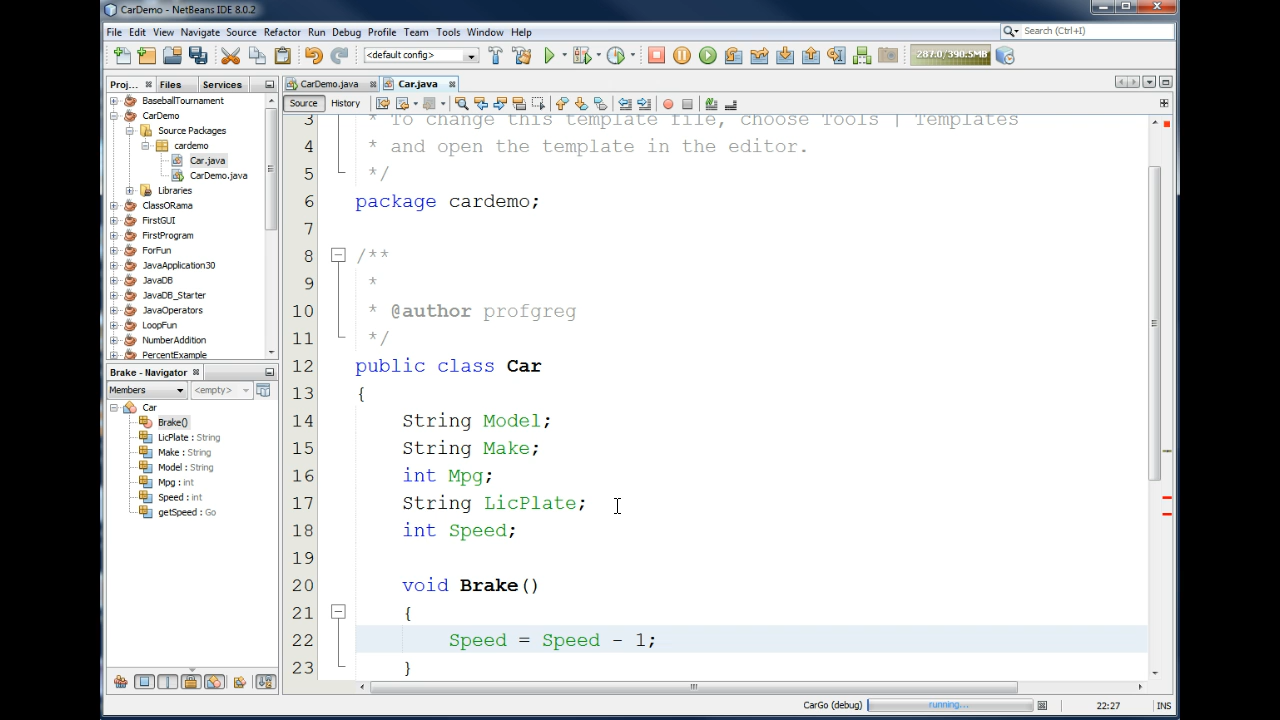 CarDemo - NetBeans IDE 8.0.2
File Edit View Navigate Source Refactor Run Debug Profile Team Tools Window Help
Search (Ctrl+I)
<default config>
287.0/390.5MB
Proj... Files Services
CarDemo.java Car.java
Source History
BaseballTournament
CarDemo
Source Packages
cardemo
Car.java
CarDemo.java
Libraries
ClassORama
FirstGUI
FirstProgram
ForFun
JavaApplication30
JavaDB
JavaDB_Starter
JavaOperators
LoopFun
NumberAddition
PercentExample
Brake - Navigator
Members <empty>
Car
Brake()
LicPlate : String
Make : String
Model : String
Mpg : int
Speed : int
getSpeed : Go
3 * To change this template file, choose Tools | Templates
4 * and open the template in the editor.
5 */
6 package cardemo;
7
8 /**
9 *
10 * @author profgreg
11 */
12 public class Car
13 {
14 String Model;
15 String Make;
16 int Mpg;
17 String LicPlate;
18 int Speed;
19
20 void Brake()
21 {
22 Speed = Speed - 1;
23 }
CarGo (debug) running... 22:27 INS